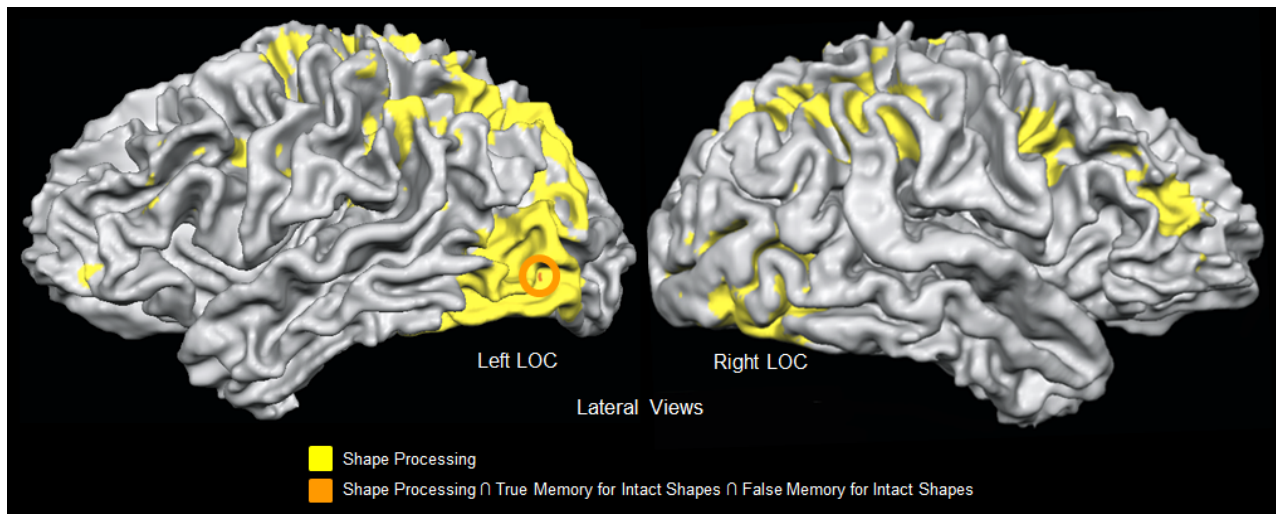 Left LOC
Right LOC
Lateral Views
Shape Processing
Shape Processing ∩ True Memory for Intact Shapes ∩ False Memory for Intact Shapes